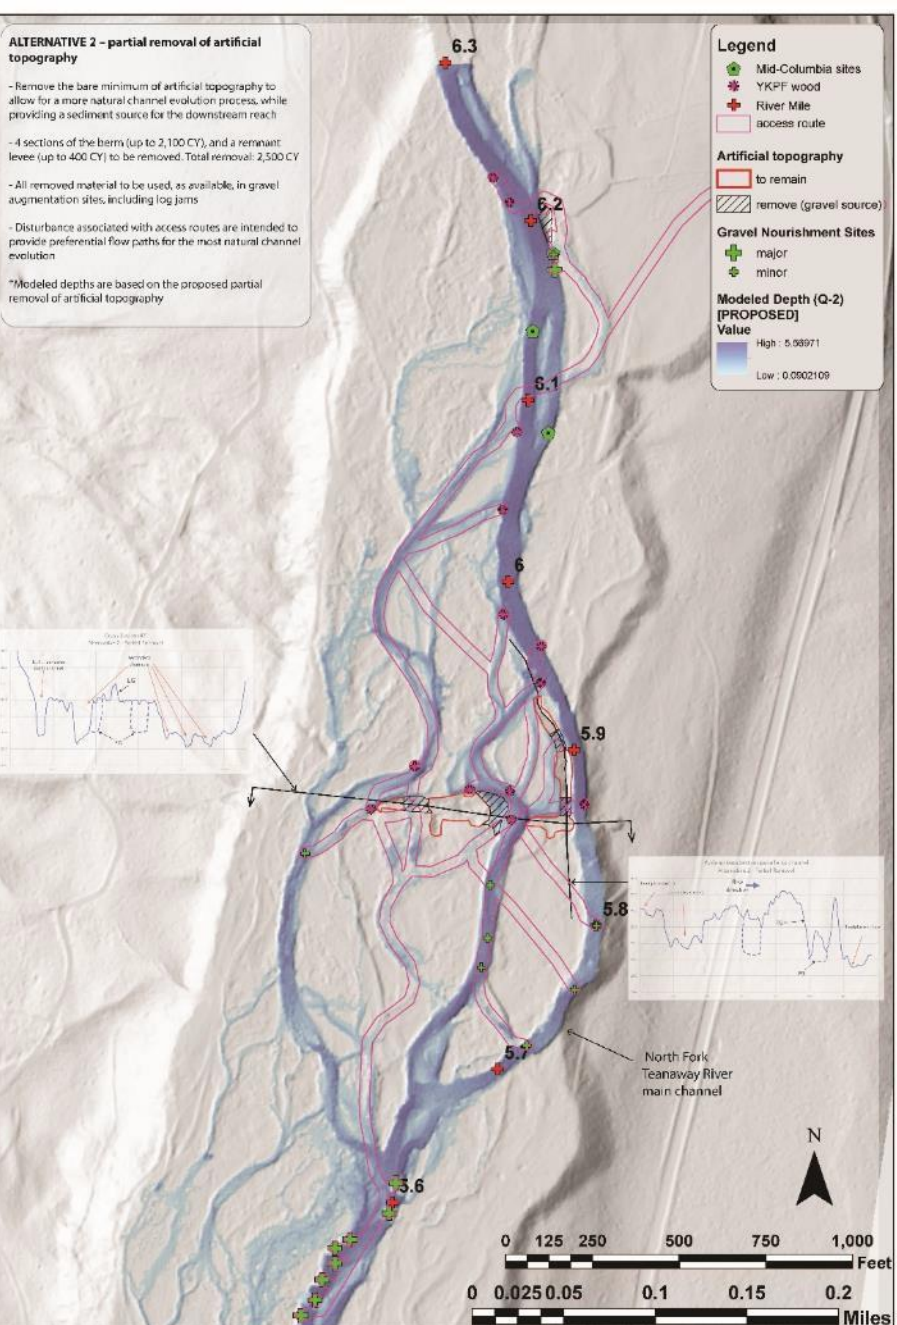 ALTERNATIVE 2 – partial removal of artificial
topography
- Remove the bare minimum of artificial topography to
allow for a more natural channel evolution process, while
providing a sediment source for the downstream reach
- 4 sections of the berm (up to 2,100 CY), and a remnant
levee (up to 400 CY) to be removed. Total removal: 2,500 CY
- All removed material to be used, as available, in gravel
augmentation sites, including log jams
- Disturbance associated with access routes are intended to
provide preferential flow paths for the most natural channel
evolution
*Modeled depths are based on the proposed partial
removal of artificial topography
Legend
Mid-Columbia sites
YKPF wood
River Mile
access route
Artificial topography
to remain
remove (gravel source)
Gravel Nourishment Sites
major
minor
Modeled Depth (Q-2)
[PROPOSED]
Value
High : 5.56971
Low : 0.0902109
6.3
6.2
6.1
6
5.9
5.8
5.7
5.6
North Fork
Teanaway River
main channel
N
0 125 250 500 750 1,000
Feet
0 0.025 0.05 0.1 0.15 0.2
Miles